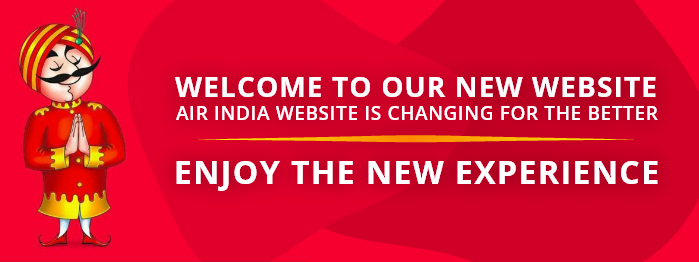 WELCOME TO OUR NEW WEBSITE
AIR INDIA WEBSITE IS CHANGING FOR THE BETTER
ENJOY THE NEW EXPERIENCE